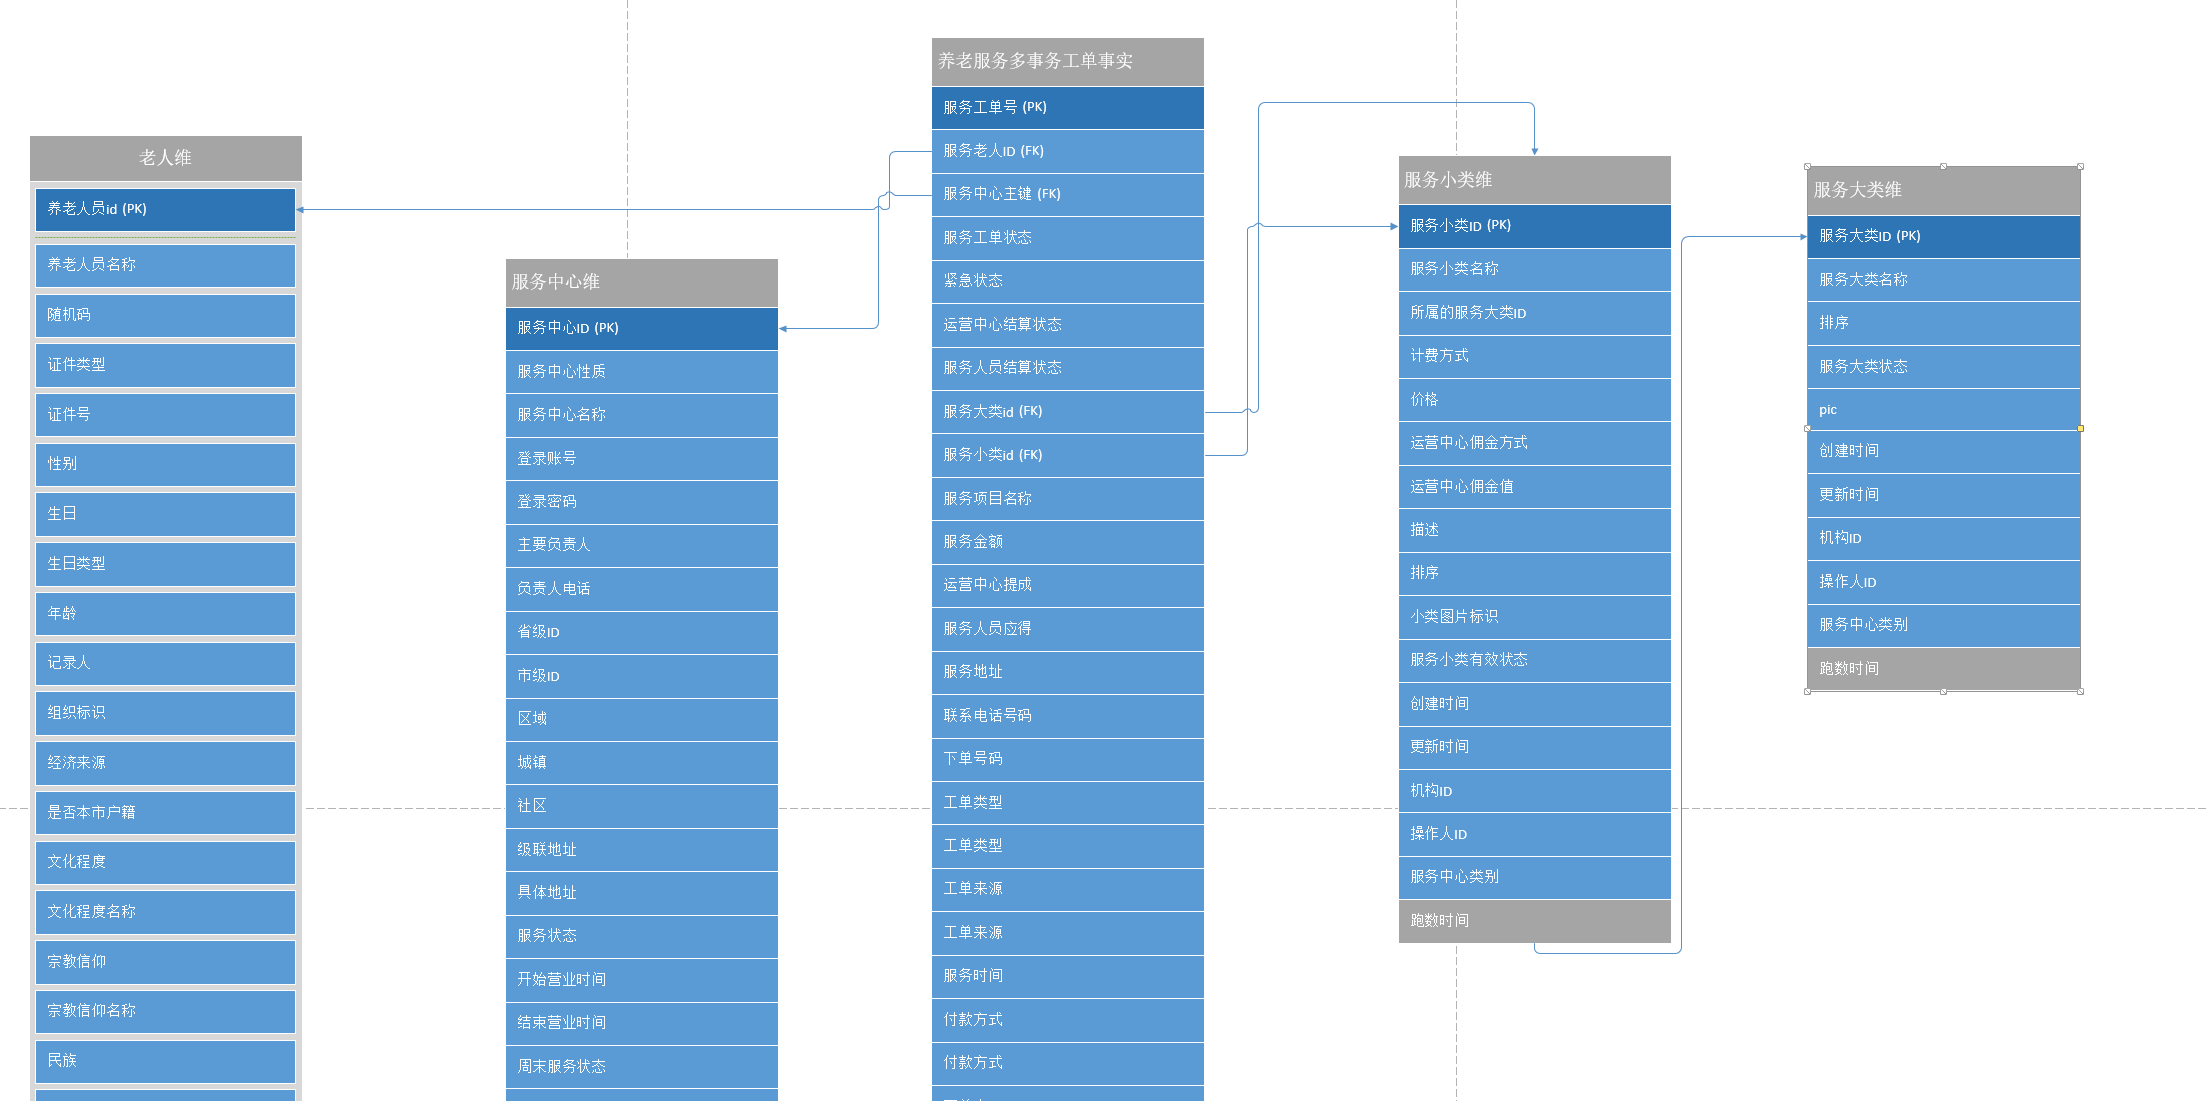 老人维
养老人员id (PK)
养老人员名称
随机码
证件类型
证件号
性别
生日
生日类型
年龄
记录人
组织标识
经济来源
是否本市户籍
文化程度
文化程度名称
宗教信仰
宗教信仰名称
民族
服务中心维
服务中心ID (PK)
服务中心性质
服务中心名称
登录账号
登录密码
主要负责人
负责人电话
省级ID
市级ID
区域
城镇
社区
级联地址
具体地址
服务状态
开始营业时间
结束营业时间
周末服务状态
养老服务多事务工单事实
服务工单号 (PK)
服务老人ID (FK)
服务中心主键 (FK)
服务工单状态
紧急状态
运营中心结算状态
服务人员结算状态
服务大类id (FK)
服务小类id (FK)
服务项目名称
服务金额
运营中心提成
服务人员应得
服务地址
联系电话号码
下单号码
工单类型
工单类型
工单来源
工单来源
服务时间
付款方式
付款方式
服务小类维
服务小类ID (PK)
服务小类名称
所属的服务大类ID
计费方式
价格
运营中心佣金方式
运营中心佣金值
描述
排序
小类图片标识
服务小类有效状态
创建时间
更新时间
机构ID
操作人ID
服务中心类别
跑数时间
服务大类维
服务大类ID (PK)
服务大类名称
排序
服务大类状态
pic
创建时间
更新时间
机构ID
操作人ID
服务中心类别
跑数时间